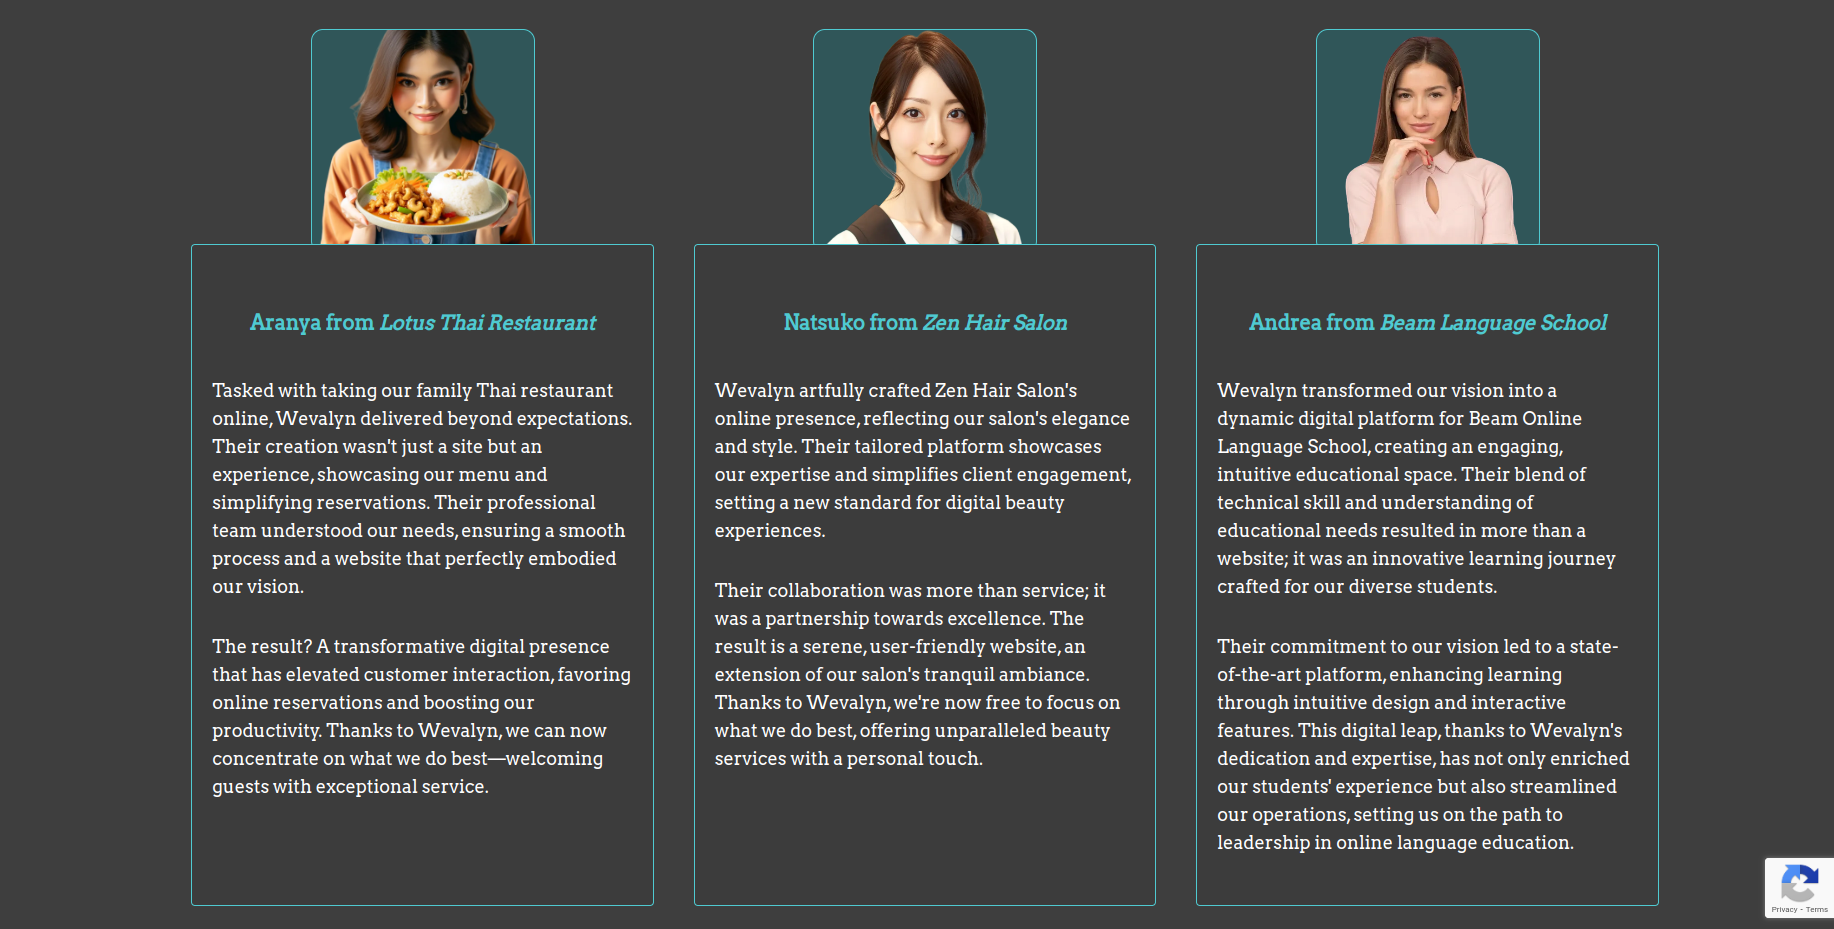 Aranya from Lotus Thai Restaurant
Tasked with taking our family Thai restaurant
online, Wevalyn delivered beyond expectations.
Their creation wasn't just a site but an
experience, showcasing our menu and
simplifying reservations. Their professional
team understood our needs, ensuring a smooth
process and a website that perfectly embodied
our vision.
The result? A transformative digital presence
that has elevated customer interaction, favoring
online reservations and boosting our
productivity. Thanks to Wevalyn, we can now
concentrate on what we do best—welcoming
guests with exceptional service.
Natsuko from Zen Hair Salon
Wevalyn artfully crafted Zen Hair Salon's
online presence, reflecting our salon's elegance
and style. Their tailored platform showcases
our expertise and simplifies client engagement,
setting a new standard for digital beauty
experiences.
Their collaboration was more than service; it
was a partnership towards excellence. The
result is a serene, user-friendly website, an
extension of our salon's tranquil ambiance.
Thanks to Wevalyn, we're now free to focus on
what we do best, offering unparalleled beauty
services with a personal touch.
Andrea from Beam Language School
Wevalyn transformed our vision into a
dynamic digital platform for Beam Online
Language School, creating an engaging,
intuitive educational space. Their blend of
technical skill and understanding of
educational needs resulted in more than a
website; it was an innovative learning journey
crafted for our diverse students.
Their commitment to our vision led to a state-
of-the-art platform, enhancing learning
through intuitive design and interactive
features. This digital leap, thanks to Wevalyn's
dedication and expertise, has not only enriched
our students' experience but also streamlined
our operations, setting us on the path to
leadership in online language education.
Privacy - Terms